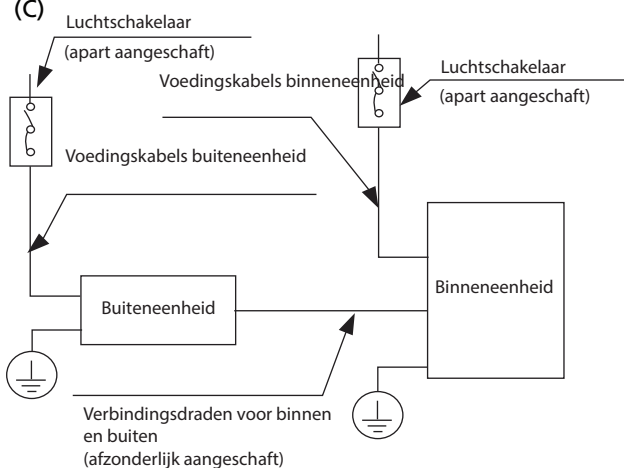 (C)
Luchtschakelaar
(apart aangeschaft)
Voedingskabels binneneenheid
Luchtschakelaar
(apart aangeschaft)
Voedingskabels buiteneenheid
Buiteneenheid
Binneneenheid
Verbindingsdraden voor binnen
en buiten
(afzonderlijk aangeschaft)